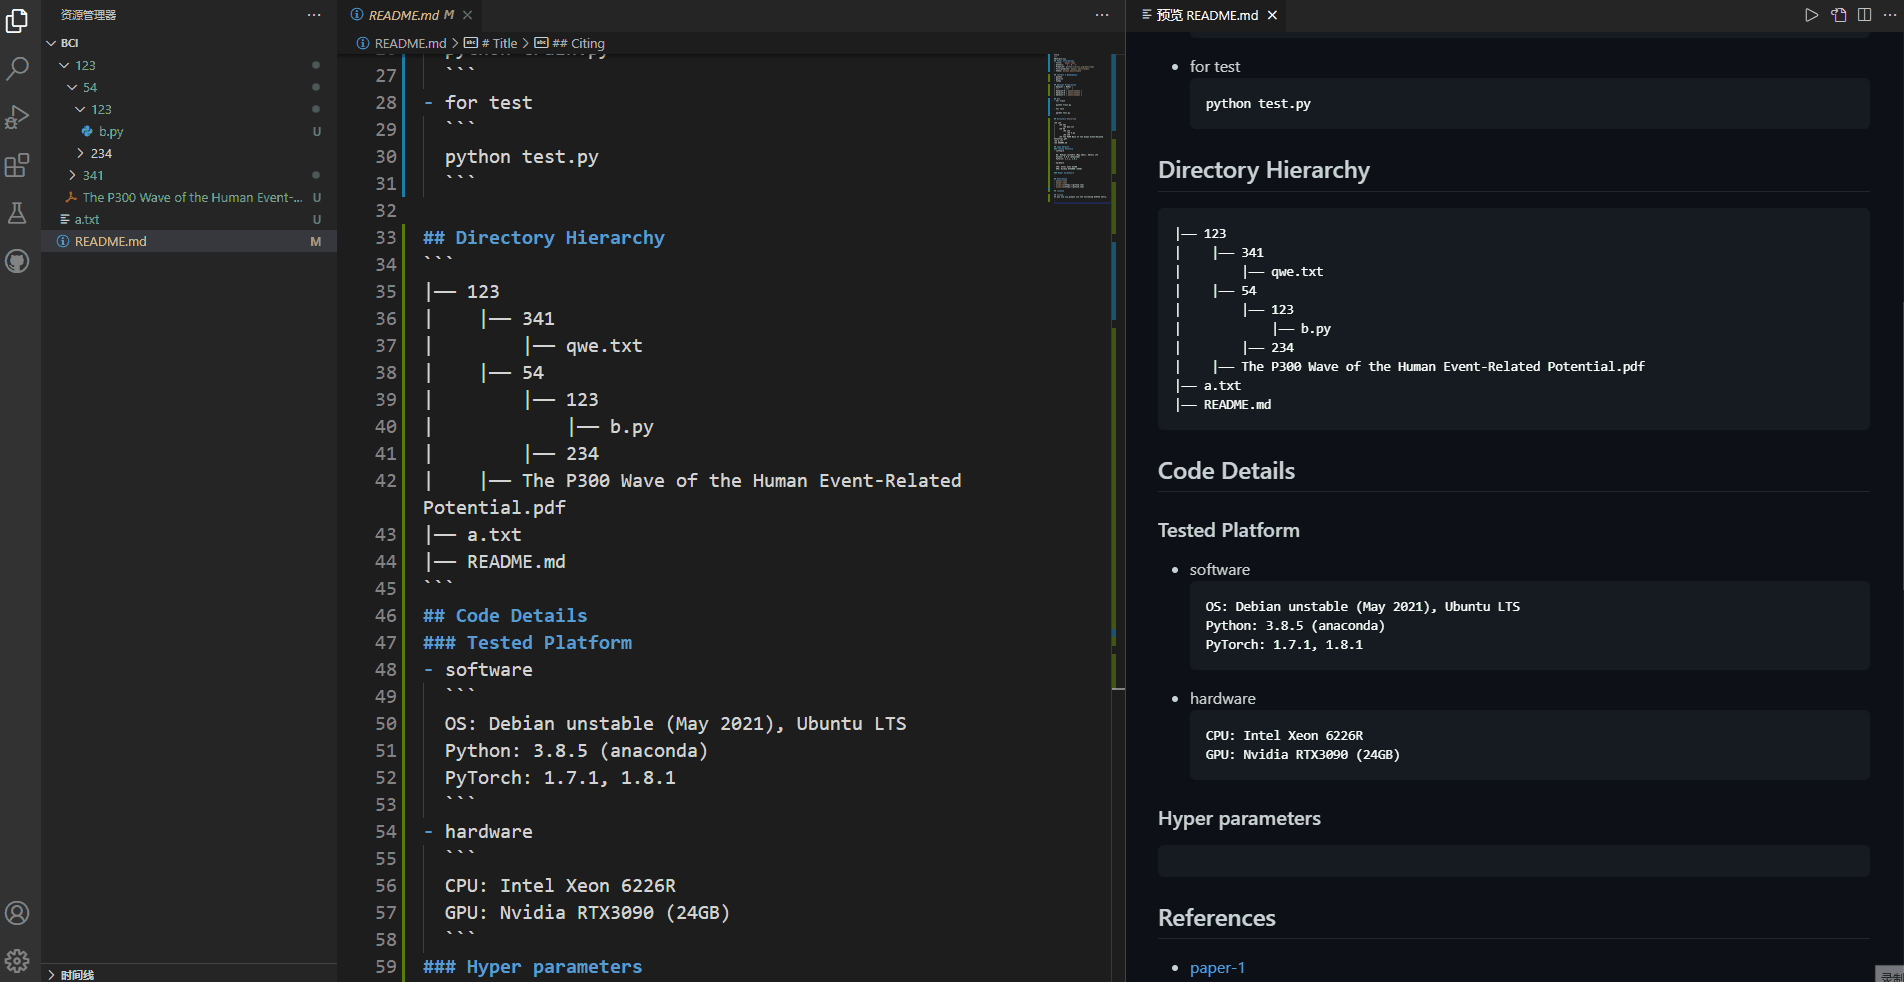 资源管理器
BCI
123
54
123
b.py U
234
341
The P300 Wave of the Human Event-... U
a.txt U
README.md M
时间线
README.md M
README.md > # Title > ## Citing
27 ```
28 - for test
29 ```
30 python test.py
31 ```
32
33 ## Directory Hierarchy
34 ```
35 |—— 123
36 |    |—— 341
37 |        |—— qwe.txt
38 |    |—— 54
39 |        |—— 123
40 |            |—— b.py
41 |        |—— 234
42 |    |—— The P300 Wave of the Human Event-Related
Potential.pdf
43 |—— a.txt
44 |—— README.md
45 ```
46 ## Code Details
47 ### Tested Platform
48 - software
49 ```
50 OS: Debian unstable (May 2021), Ubuntu LTS
51 Python: 3.8.5 (anaconda)
52 PyTorch: 1.7.1, 1.8.1
53 ```
54 - hardware
55 ```
56 CPU: Intel Xeon 6226R
57 GPU: Nvidia RTX3090 (24GB)
58 ```
59 ### Hyper parameters
预览 README.md
• for test
python test.py
Directory Hierarchy
|—— 123
|    |—— 341
|        |—— qwe.txt
|    |—— 54
|        |—— 123
|            |—— b.py
|        |—— 234
|    |—— The P300 Wave of the Human Event-Related Potential.pdf
|—— a.txt
|—— README.md
Code Details
Tested Platform
• software
OS: Debian unstable (May 2021), Ubuntu LTS
Python: 3.8.5 (anaconda)
PyTorch: 1.7.1, 1.8.1
• hardware
CPU: Intel Xeon 6226R
GPU: Nvidia RTX3090 (24GB)
Hyper parameters
References
• paper-1